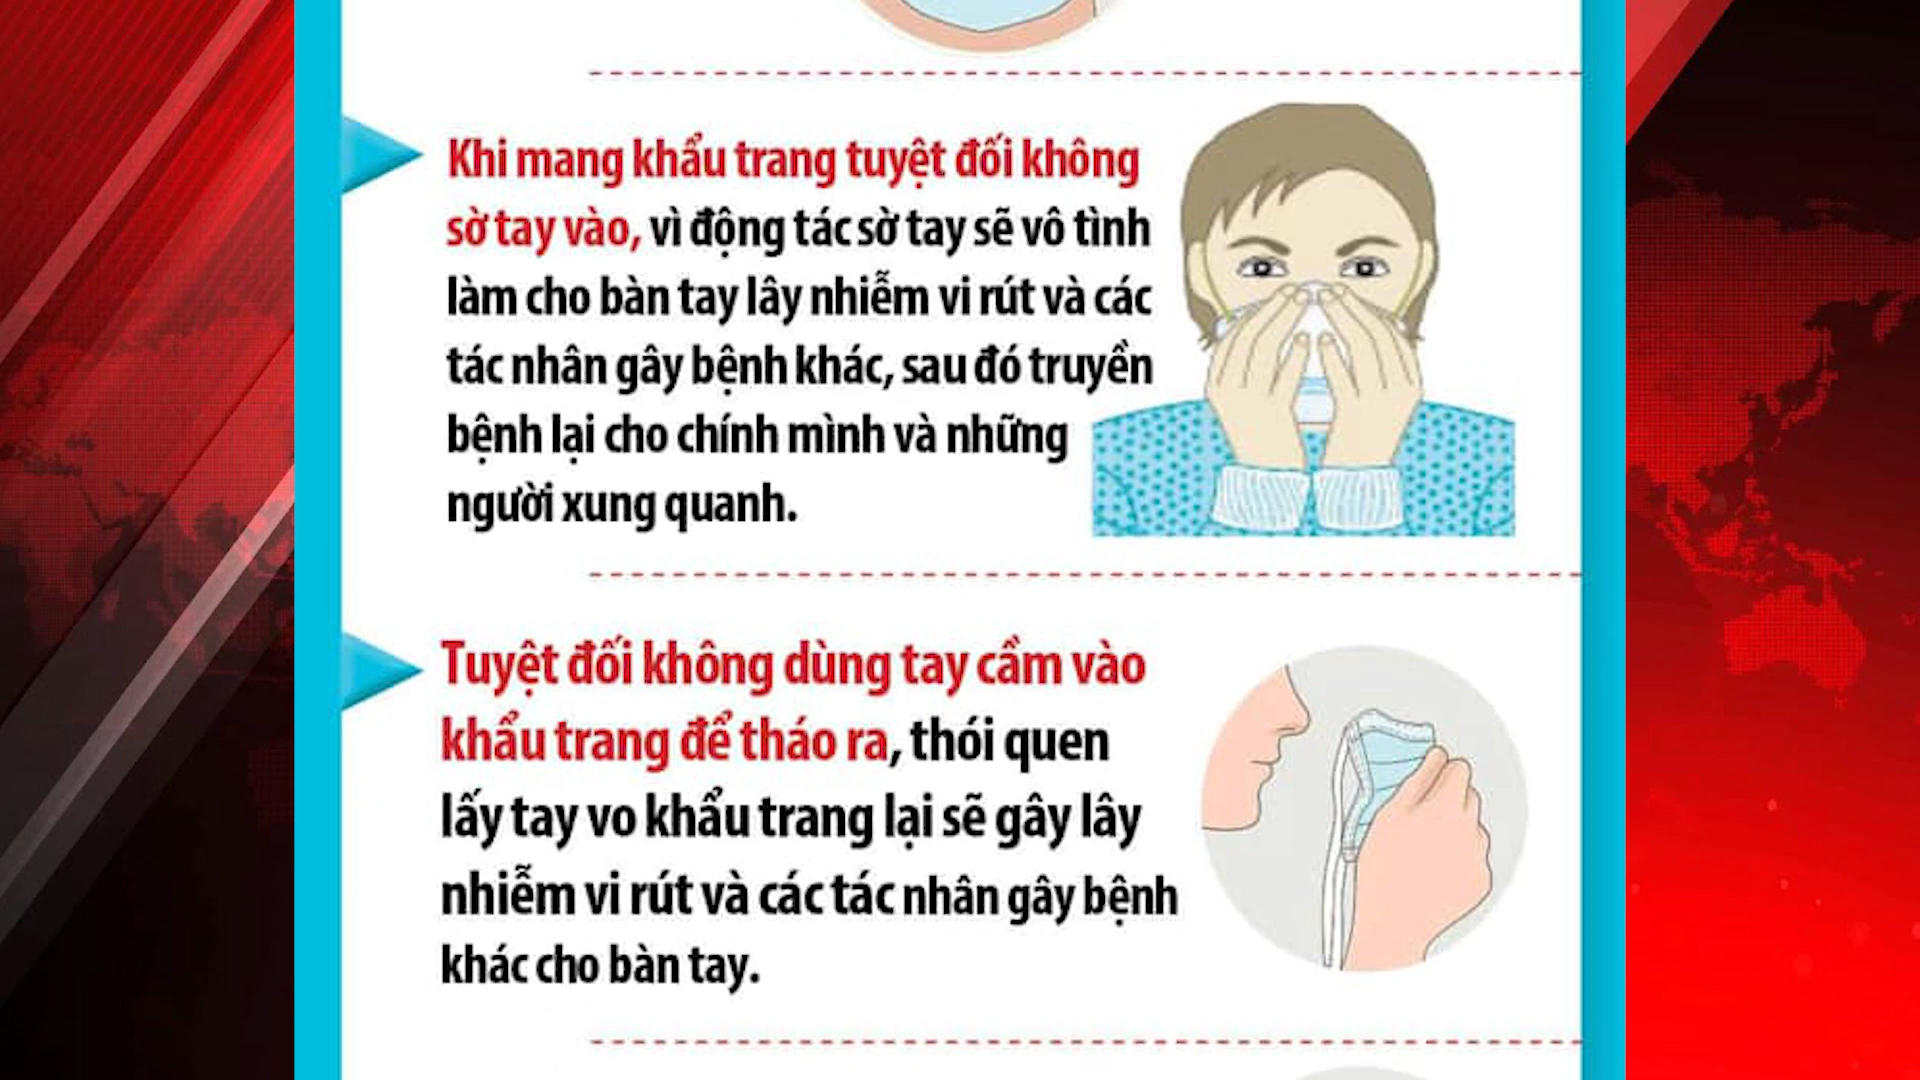 Khi mang khẩu trang tuyệt đối không
sờ tay vào, vì động tác sờ tay sẽ vô tình
làm cho bàn tay lây nhiễm vi rút và các
tác nhân gây bệnh khác, sau đó truyền
bệnh lại cho chính mình và những
người xung quanh.
Tuyệt đối không dùng tay cầm vào
khẩu trang để tháo ra, thói quen
lấy tay vo khẩu trang lại sẽ gây lây
nhiễm vi rút và các tác nhân gây bệnh
khác cho bàn tay.